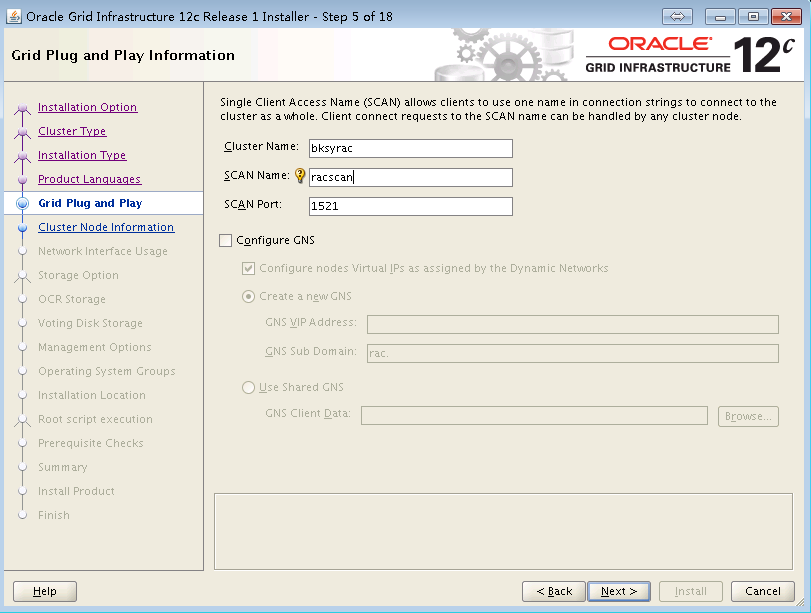 Oracle Grid Infrastructure 12c Release 1 Installer - Step 5 of 18
Grid Plug and Play Information
ORACLE
GRID INFRASTRUCTURE 12c
Installation Option
Cluster Type
Installation Type
Product Languages
Grid Plug and Play
Cluster Node Information
Network Interface Usage
Storage Option
OCR Storage
Voting Disk Storage
Management Options
Operating System Groups
Installation Location
Root script execution
Prerequisite Checks
Summary
Install Product
Finish
Single Client Access Name (SCAN) allows clients to use one name in connection strings to connect to the
cluster as a whole. Client connect requests to the SCAN name can be handled by any cluster node.
Cluster Name: bksyrac
SCAN Name: racscan
SCAN Port: 1521
Configure GNS
Configure nodes Virtual IPs as assigned by the Dynamic Networks
Create a new GNS
GNS VIP Address:
GNS Sub Domain: rac.
Use Shared GNS
GNS Client Data: Browse...
Help < Back Next > Install Cancel